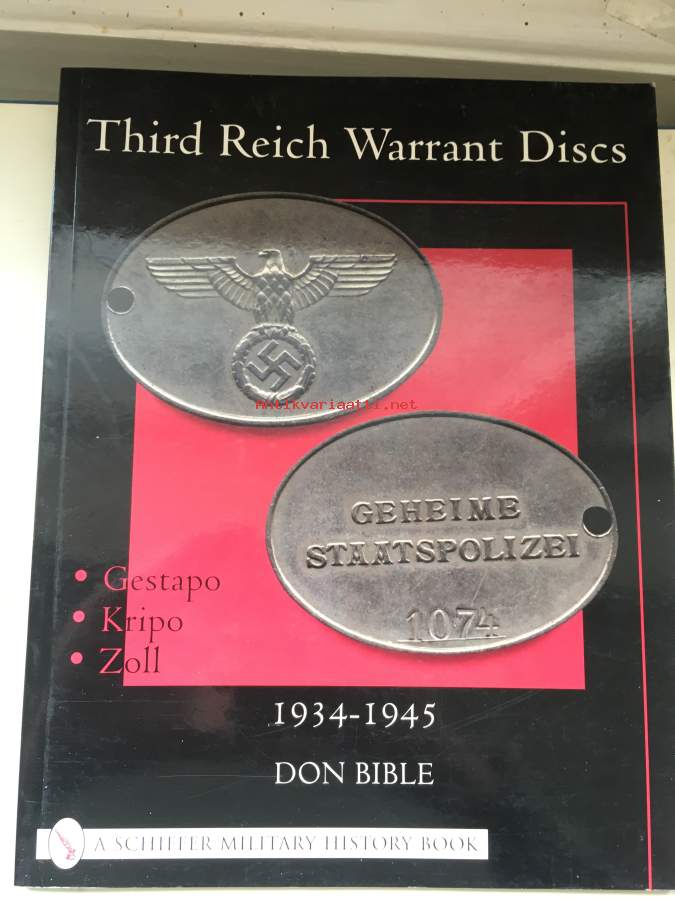 Third Reich Warrant Discs
antikvariaatti.net
GEHEIME
STAATSPOLIZEI
1074
• Gestapo
• Kripo
• Zoll
1934-1945
DON BIBLE
A SCHIFFER MILITARY HISTORY BOOK